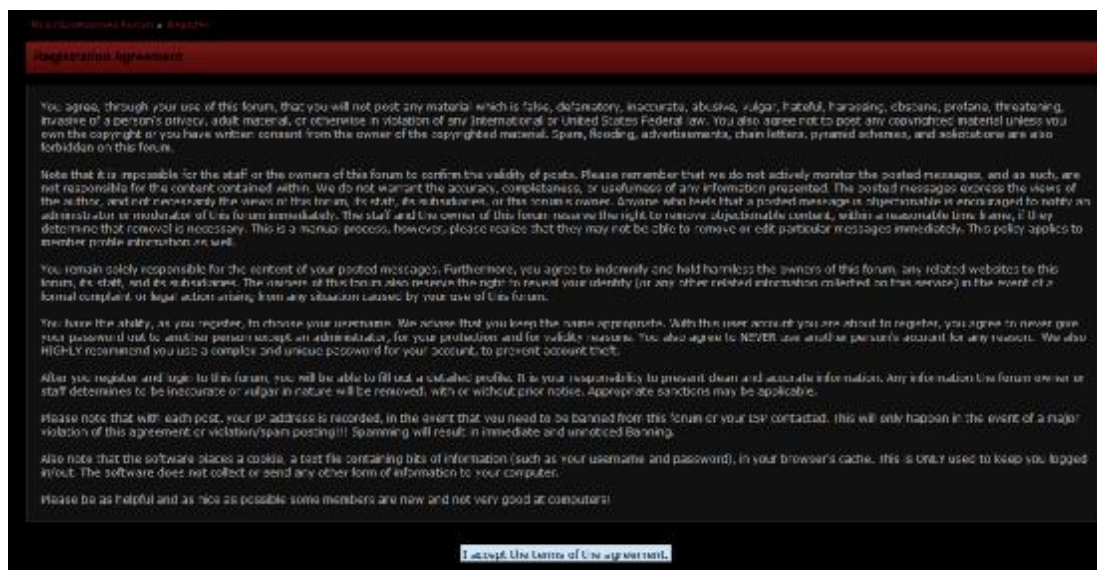 Register
Registration Agreement
You agree, through your use of this forum, that you will not post any material which is false, defamatory, inaccurate, abusive, vulgar, hateful, harassing, obscene, profane, threatening,
invasive of a person's privacy, adult material, or otherwise in violation of any International or United States Federal law. You also agree not to post any copyrighted material unless you
own the copyright or you have written consent from the owner of the copyrighted material. Spam, flooding, advertisements, chain letters, pyramid schemes, and solicitations are also
forbidden on this forum.
Note that it is impossible for the staff or the owners of this forum to confirm the validity of posts. Please remember that we do not actively monitor the posted messages, and as such, are
not responsible for the content contained within. We do not warrant the accuracy, completeness, or usefulness of any information presented. The posted messages express the views of
the author, and not necessarily the views of this forum, its staff, its subsidiaries, or this forum's owner. Anyone who feels that a posted message is objectionable is encouraged to notify an
administrator or moderator of this forum immediately. The staff and the owner of this forum reserve the right to remove objectionable content, within a reasonable time frame, if they
determine that removal is necessary. This is a manual process, however, please realize that they may not be able to remove or edit particular messages immediately. This policy applies to
member profile information as well.
You remain solely responsible for the content of your posted messages. Furthermore, you agree to indemnify and hold harmless the owners of this forum, any related websites to this
forum, its staff, and its subsidiaries. The owners of this forum also reserve the right to reveal your identity (or any other related information collected on this service) in the event of a
formal complaint or legal action arising from any situation caused by your use of this forum.
You have the ability, as you register, to choose your username. We advise that you keep the name appropriate. With this user account you are about to register, you agree to never give
your password out to another person except an administrator, for your protection and for validity reasons. You also agree to NEVER use another person's account for any reason. We also
HIGHLY recommend you use a complex and unique password for your account, to prevent account theft.
After you register and login to this forum, you will be able to fill out a detailed profile. It is your responsibility to present clean and accurate information. Any information the forum owner or
staff determines to be inaccurate or vulgar in nature will be removed, with or without prior notice. Appropriate sanctions may be applicable.
Please note that with each post, your IP address is recorded, in the event that you need to be banned from this forum or your ISP contacted. This will only happen in the event of a major
violation of this agreement or violation/spam posting!!! Spamming will result in immediate and unnoticed Banning.
Also note that the software places a cookie, a text file containing bits of information (such as your username and password), in your browser's cache. This is ONLY used to keep you logged
in/out. The software does not collect or send any other form of information to your computer.
Please be as helpful and as nice as possible some members are new and not very good at computers!
I accept the terms of the agreement.